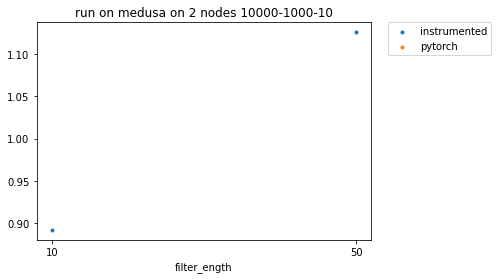 run on medusa on 2 nodes 10000-1000-10
instrumented
pytorch
1.10
1.05
1.00
0.95
0.90
10
50
filter_ength